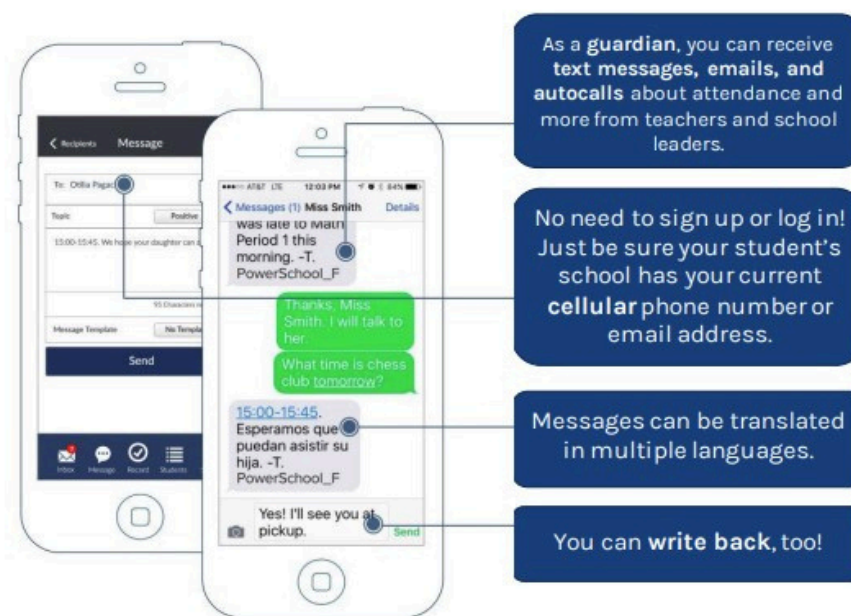 Recipients Message
To: Otilia Pagac
Topic Positive
15:00-15:45. We hope your daughter can a
Message Template No Templa
Send
Inbox Message Record Students
AT&T LTE 12:03 PM 84%
Messages (1) Miss Smith Details
was late to Math
Period 1 this
morning. -T.
PowerSchool_F
Thanks, Miss
Smith. I will talk to
her.
What time is chess
club tomorrow?
15:00-15:45.
Esperamos que
puedan asistir su
hija. -T.
PowerSchool_F
Yes! I'll see you at
pickup.
Send
As a guardian, you can receive
text messages, emails, and
autocalls about attendance and
more from teachers and school
leaders.
No need to sign up or log in!
Just be sure your student's
school has your current
cellular phone number or
email address.
Messages can be translated
in multiple languages.
You can write back, too!